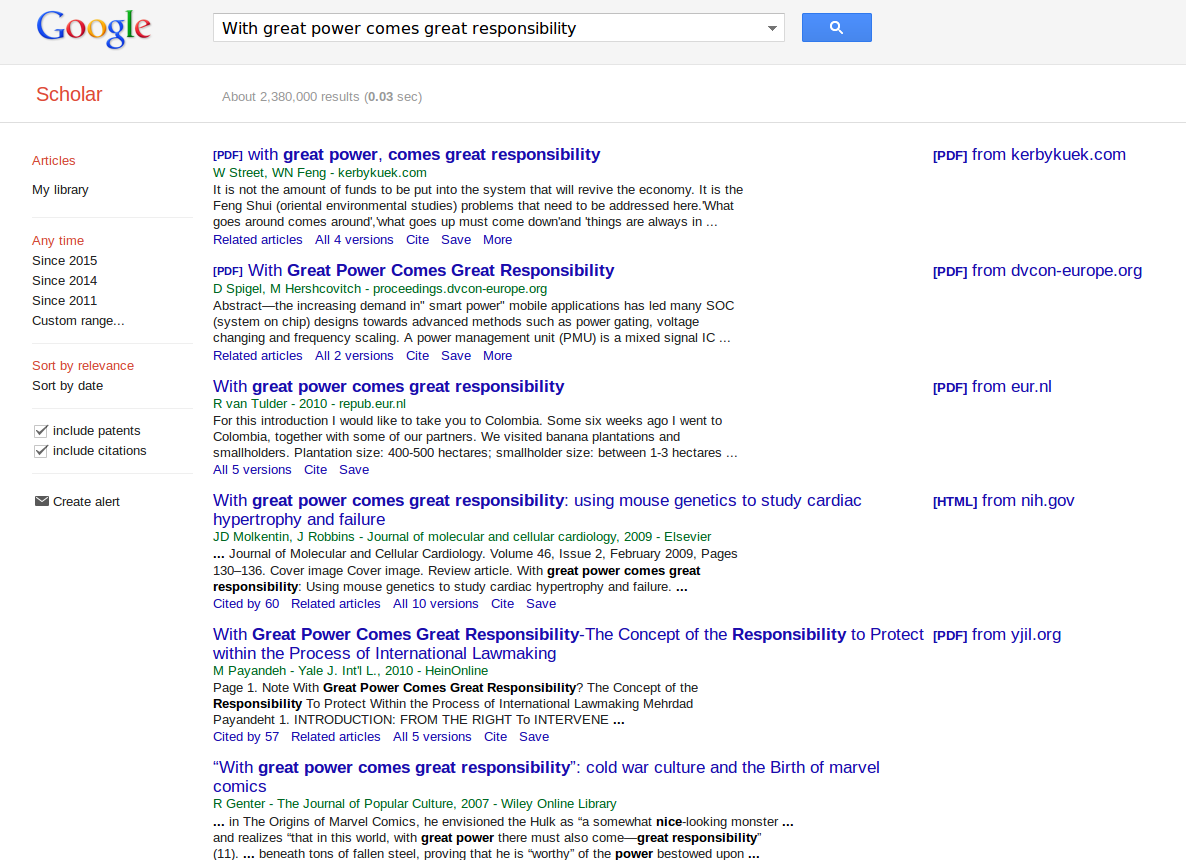 Google
With great power comes great responsibility
Scholar
About 2,380,000 results (0.03 sec)
Articles
My library
Any time
Since 2015
Since 2014
Since 2011
Custom range...
Sort by relevance
Sort by date
include patents
include citations
Create alert
[PDF] with great power, comes great responsibility
[PDF] from kerbykuek.com
W Street, WN Feng - kerbykuek.com
It is not the amount of funds to be put into the system that will revive the economy. It is the
Feng Shui (oriental environmental studies) problems that need to be addressed here.'What
goes around comes around','what goes up must come down'and 'things are always in ...
Related articles All 4 versions Cite Save More
[PDF] With Great Power Comes Great Responsibility
[PDF] from dvcon-europe.org
D Spigel, M Hershcovitch - proceedings.dvcon-europe.org
Abstract—the increasing demand in" smart power" mobile applications has led many SOC
(system on chip) designs towards advanced methods such as power gating, voltage
changing and frequency scaling. A power management unit (PMU) is a mixed signal IC ...
Related articles All 2 versions Cite Save More
With great power comes great responsibility
[PDF] from eur.nl
R van Tulder - 2010 - repub.eur.nl
For this introduction I would like to take you to Colombia. Some six weeks ago I went to
Colombia, together with some of our partners. We visited banana plantations and
smallholders. Plantation size: 400-500 hectares; smallholder size: between 1-3 hectares ...
All 5 versions Cite Save
With great power comes great responsibility: using mouse genetics to study cardiac
hypertrophy and failure
[HTML] from nih.gov
JD Molkentin, J Robbins - Journal of molecular and cellular cardiology, 2009 - Elsevier
... Journal of Molecular and Cellular Cardiology. Volume 46, Issue 2, February 2009, Pages
130–136. Cover image Cover image. Review article. With great power comes great
responsibility: Using mouse genetics to study cardiac hypertrophy and failure. ...
Cited by 60 Related articles All 10 versions Cite Save
With Great Power Comes Great Responsibility-The Concept of the Responsibility to Protect
within the Process of International Lawmaking
[PDF] from yjil.org
M Payandeh - Yale J. Int'l L., 2010 - HeinOnline
Page 1. Note With Great Power Comes Great Responsibility? The Concept of the
Responsibility To Protect Within the Process of International Lawmaking Mehrdad
Payandeht 1. INTRODUCTION: FROM THE RIGHT To INTERVENE ...
Cited by 57 Related articles All 5 versions Cite Save
“With great power comes great responsibility”: cold war culture and the Birth of marvel
comics
R Genter - The Journal of Popular Culture, 2007 - Wiley Online Library
... in The Origins of Marvel Comics, he envisioned the Hulk as “a somewhat nice-looking monster ...
and realizes “that in this world, with great power there must also come—great responsibility”
(11). ... beneath tons of fallen steel, proving that he is “worthy” of the power bestowed upon ...